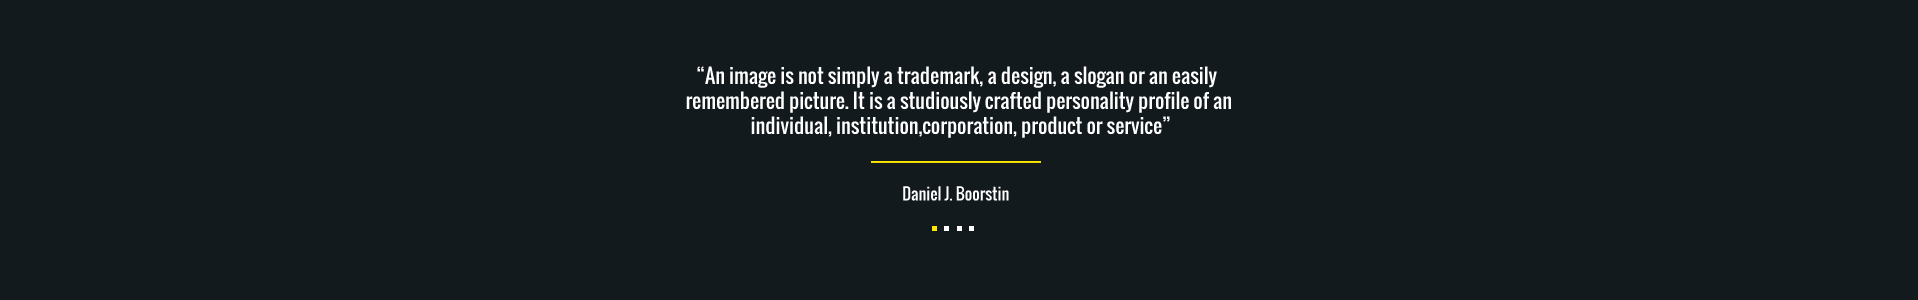 “An image is not simply a trademark, a design, a slogan or an easily
remembered picture. It is a studiously crafted personality profile of an
individual, institution,corporation, product or service”
Daniel J. Boorstin